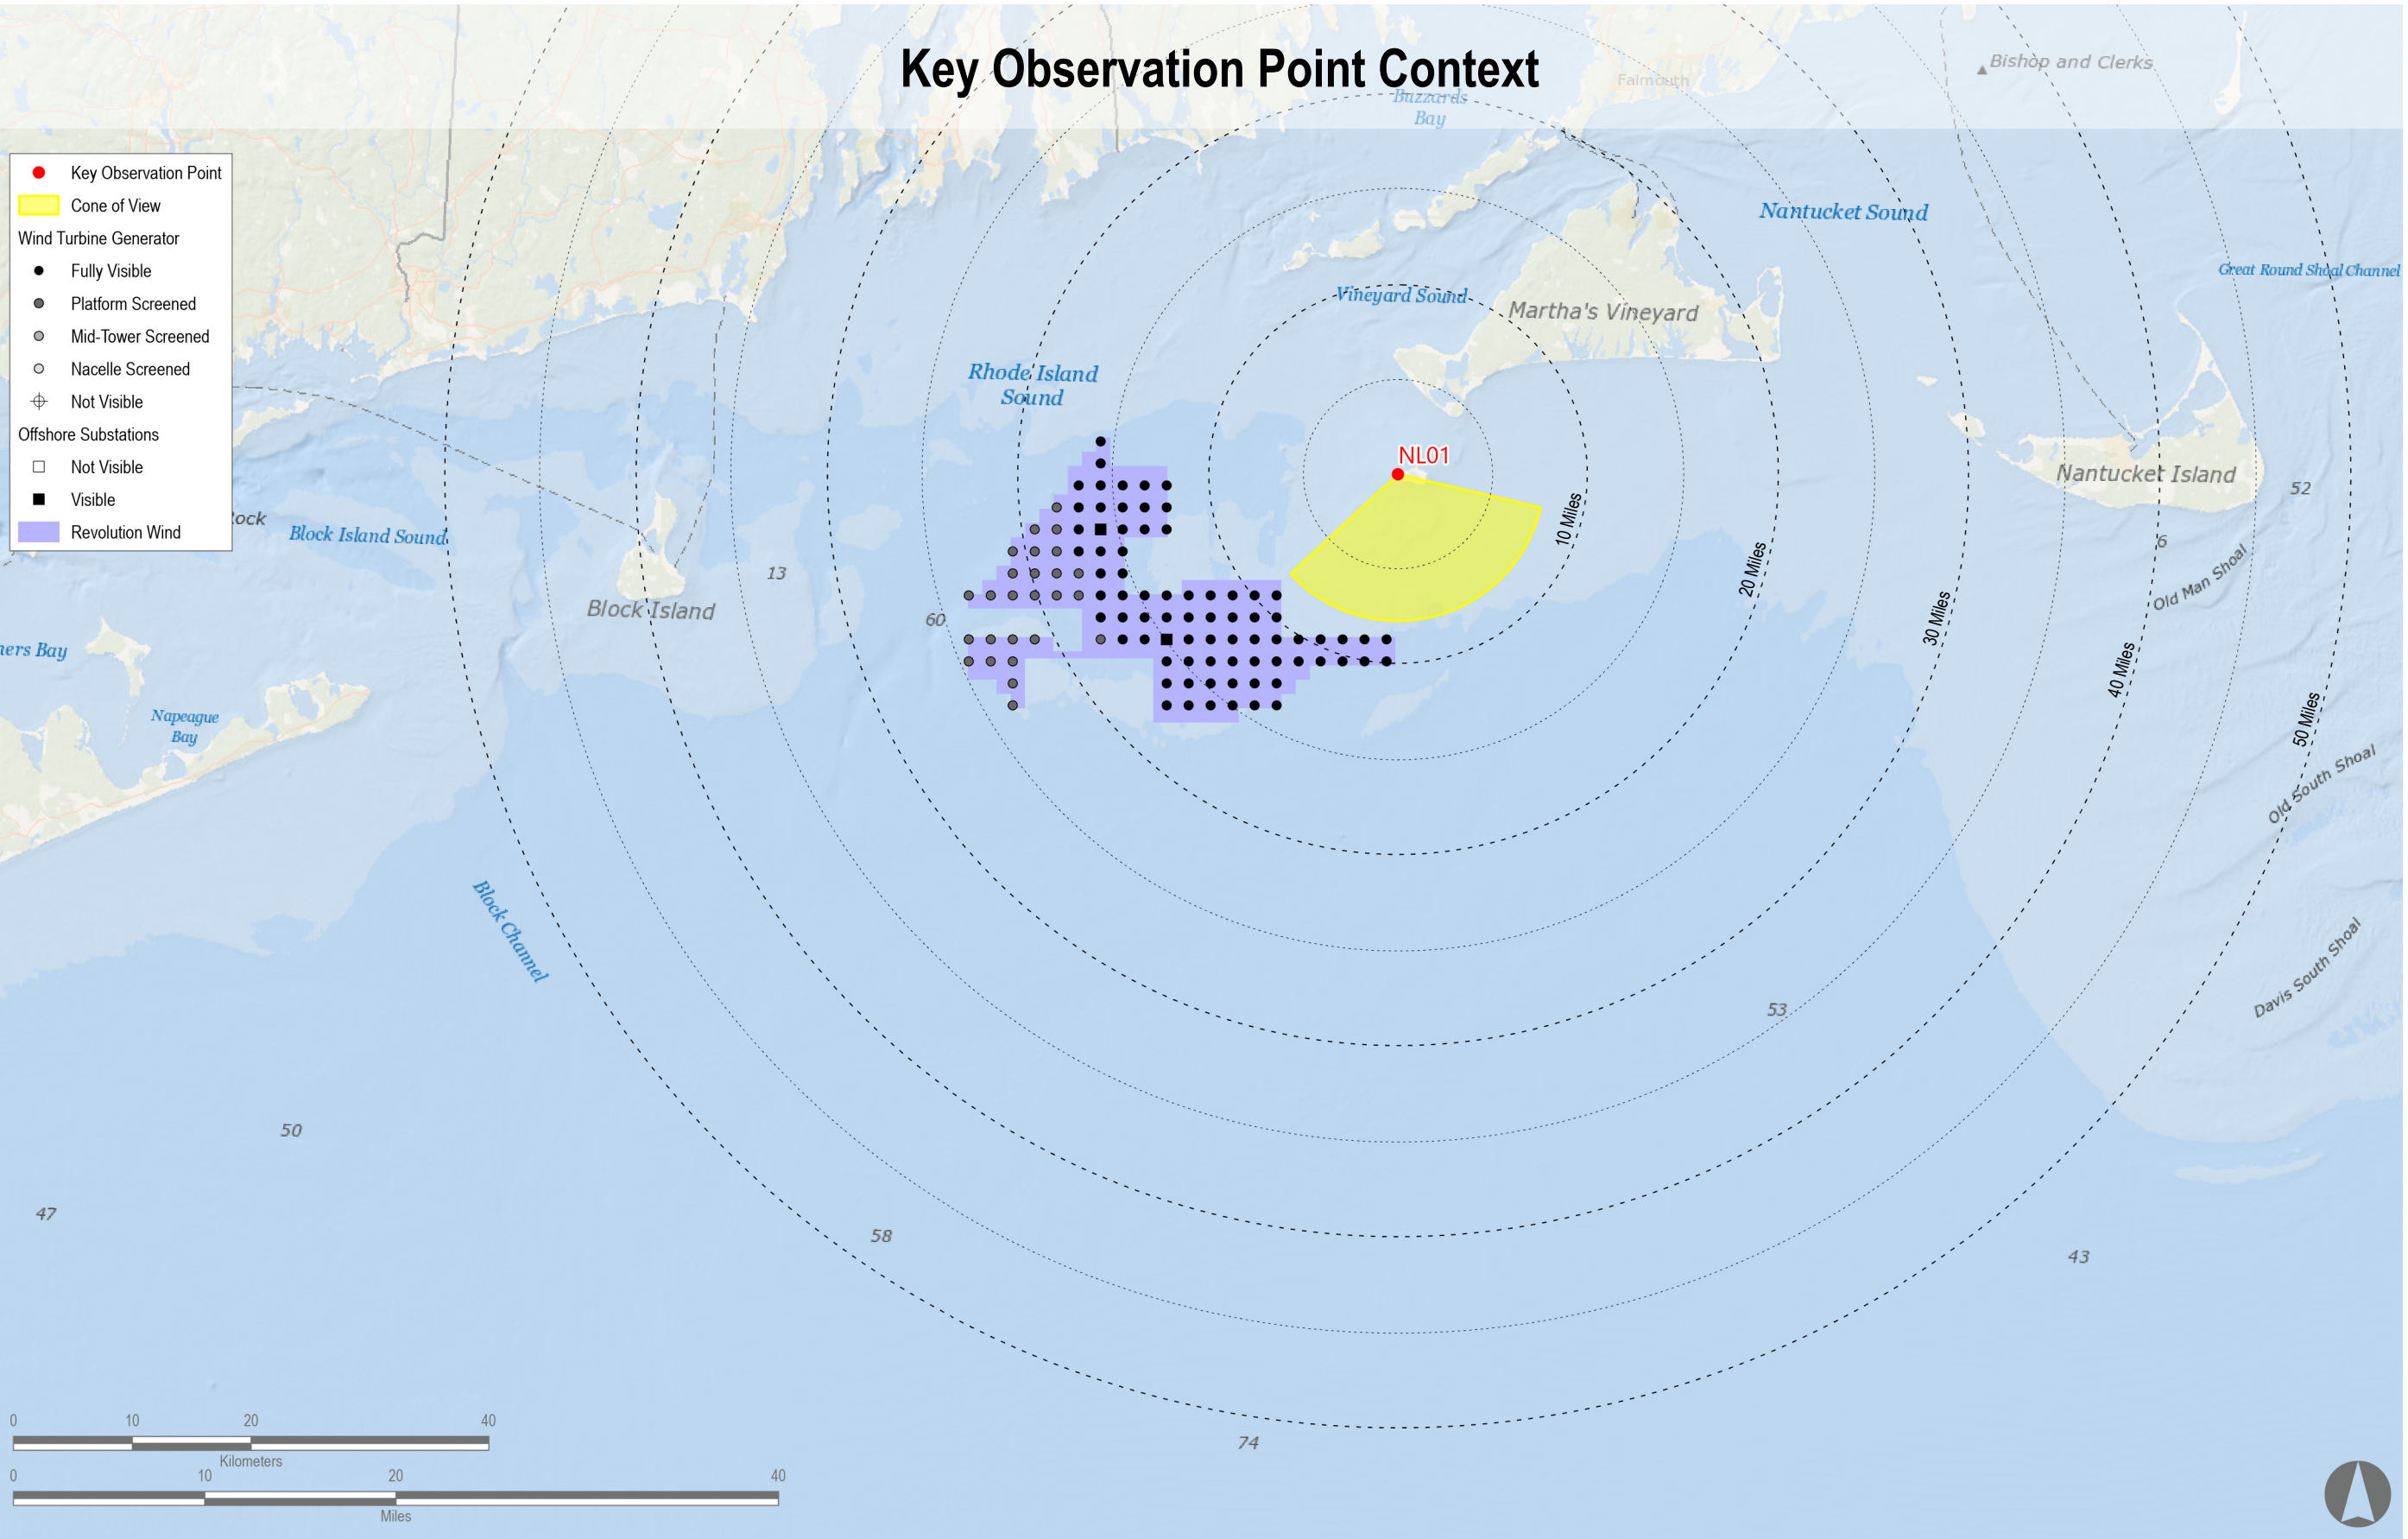 Key Observation Point Context
Bishop and Clerks
Falmouth
Buzzards
Bay
Key Observation Point
Cone of View
Wind Turbine Generator
Fully Visible
Platform Screened
Mid-Tower Screened
Nacelle Screened
Not Visible
Offshore Substations
Not Visible
Visible
Revolution Wind
Nantucket Sound
Great Round Shoal Channel
Vineyard Sound
Martha's Vineyard
Rhode Island
Sound
NL01
Nantucket Island
52
ock
Block Island Sound
10 Miles
20 Miles
30 Miles
40 Miles
50 Miles
6
Old Man Shoal
13
Block Island
60
ners Bay
Napeague
Bay
Old South Shoal
Block Channel
Davis South Shoal
53
50
47
58
43
74
0 10 20 40
Kilometers
0 10 20 40
Miles